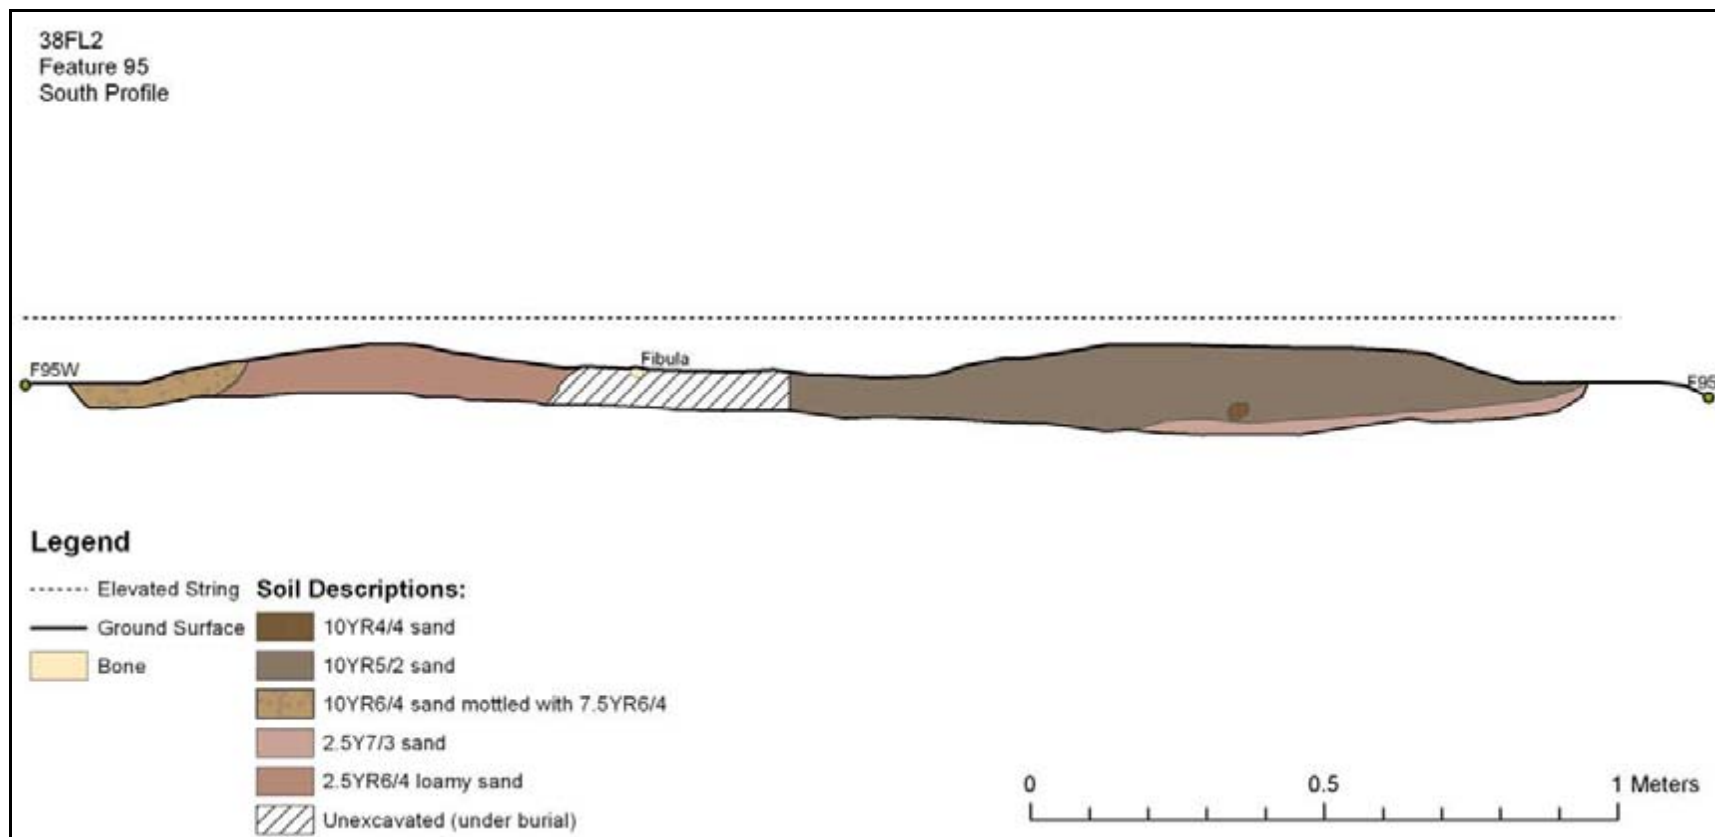 38FL2
Feature 95
South Profile
F95W
Fibula
F95
Legend
Elevated String
Ground Surface
Bone
Soil Descriptions:
10YR4/4 sand
10YR5/2 sand
10YR6/4 sand mottled with 7.5YR6/4
2.5Y7/3 sand
2.5YR6/4 loamy sand
Unexcavated (under burial)
0 0.5 1 Meters